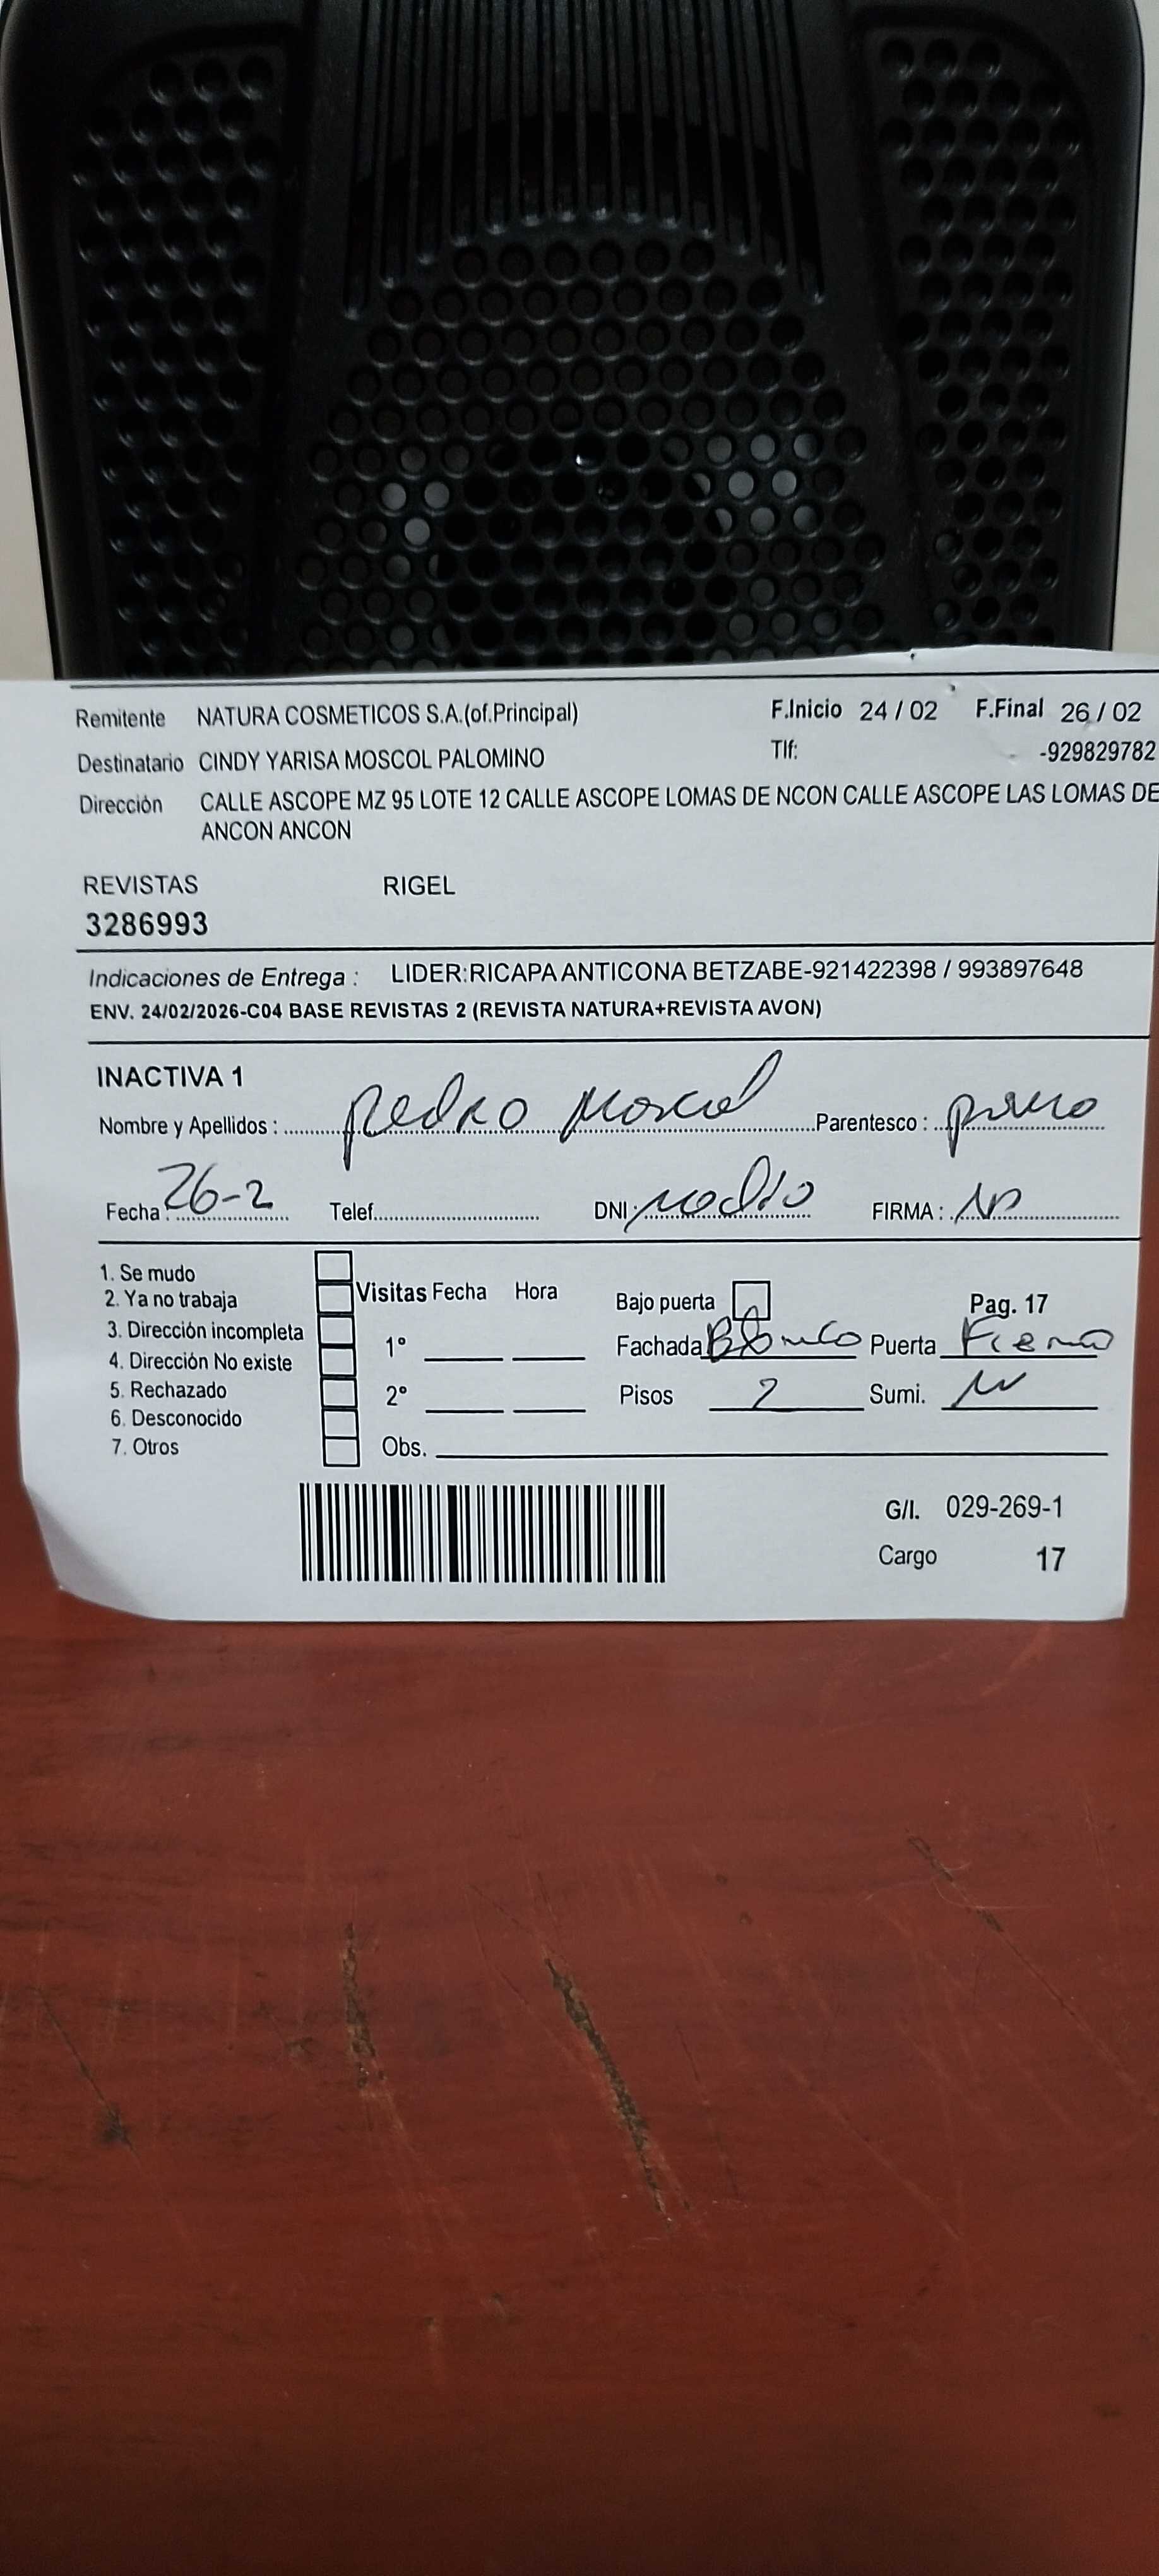 Remitente NATURA COSMETICOS S.A.(of.Principal) F.Inicio 24 / 02 F.Final 26 / 02
Destinatario CINDY YARISA MOSCOL PALOMINO Tlf: -929829782
Dirección CALLE ASCOPE MZ 95 LOTE 12 CALLE ASCOPE LOMAS DE NCON CALLE ASCOPE LAS LOMAS DE
ANCON ANCON
REVISTAS RIGEL
3286993
Indicaciones de Entrega : LIDER:RICAPA ANTICONA BETZABE-921422398 / 993897648
ENV. 24/02/2026-C04 BASE REVISTAS 2 (REVISTA NATURA+REVISTA AVON)
INACTIVA 1
Nombre y Apellidos : Pedro Moscol Parentesco : primo
Fecha : 26-2 Telef. DNI : no dio FIRMA :
1. Se mudo
2. Ya no trabaja Visitas Fecha Hora Bajo puerta Pag. 17
3. Dirección incompleta 1° Fachada Blanco Puerta Fierro
4. Dirección No existe
5. Rechazado 2° Pisos 2 Sumi.
6. Desconocido
7. Otros Obs.
G/I. 029-269-1
Cargo 17